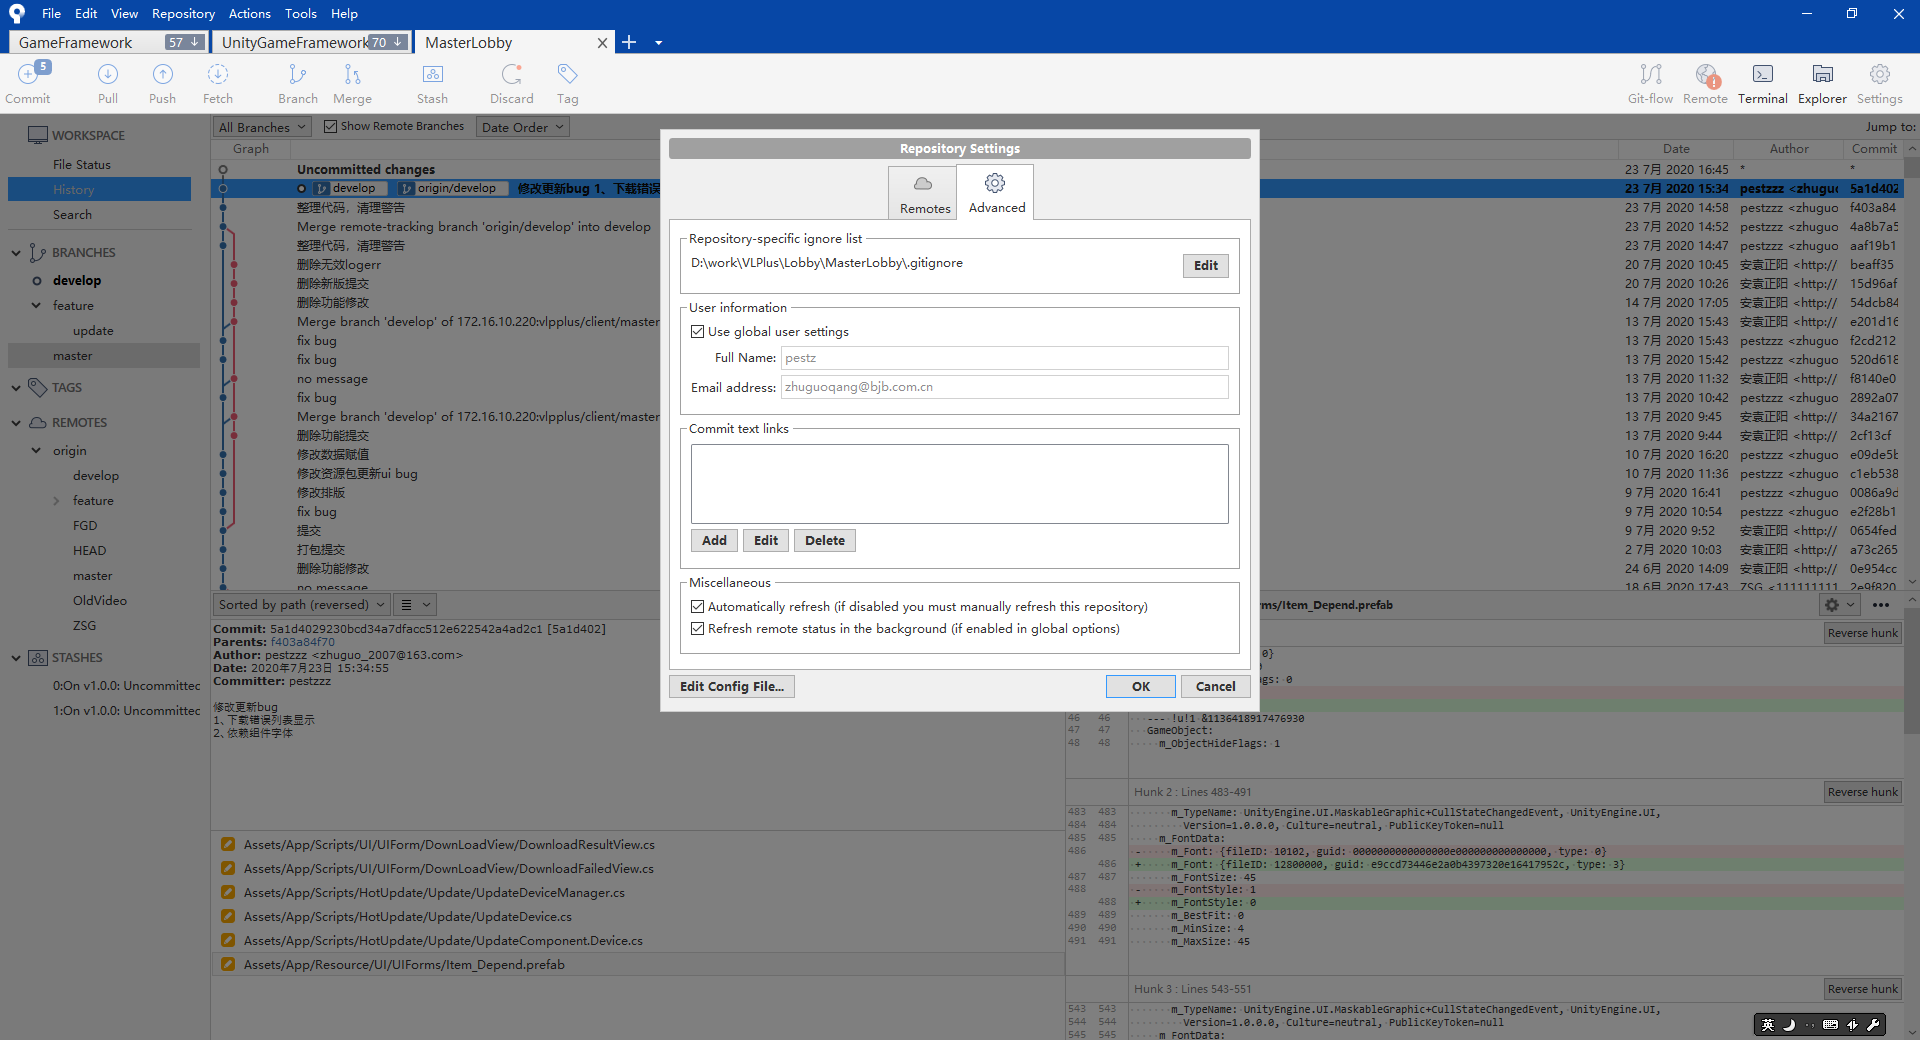 File Edit View Repository Actions Tools Help
GameFramework 57 UnityGameFramework 70 MasterLobby
Commit 5 Pull Push Fetch Branch Merge Stash Discard Tag Git-flow Remote Terminal Explorer Settings
WORKSPACE
File Status
History
Search
BRANCHES
develop
feature
update
master
TAGS
REMOTES
origin
develop
feature
FGD
HEAD
master
OldVideo
ZSG
STASHES
0:On v1.0.0: Uncommitted
1:On v1.0.0: Uncommitted
All Branches Show Remote Branches Date Order Jump to:
Graph Date Author Commit
Uncommitted changes 23 7月 2020 16:45 * *
develop origin/develop 修改更新bug 1、下载错误 23 7月 2020 15:34 pestzzz <zhuguo 5a1d402
整理代码，清理警告 23 7月 2020 14:58 pestzzz <zhuguo f403a84
Merge remote-tracking branch 'origin/develop' into develop 23 7月 2020 14:52 pestzzz <zhuguo 4a8b7a5
整理代码，清理警告 23 7月 2020 14:47 pestzzz <zhuguo aaf19b1
删除无效logerr 20 7月 2020 10:45 安袁正阳 <http:// beaff35
删除新版提交 20 7月 2020 10:26 安袁正阳 <http:// 15d96af
删除功能修改 14 7月 2020 17:05 安袁正阳 <http:// 54dcb84
Merge branch 'develop' of 172.16.10.220:vlpplus/client/master 13 7月 2020 15:43 安袁正阳 <http:// e201d16
fix bug 13 7月 2020 15:43 pestzzz <zhuguo f2cd212
fix bug 13 7月 2020 15:42 pestzzz <zhuguo 520d618
no message 13 7月 2020 11:32 安袁正阳 <http:// f8140e0
fix bug 13 7月 2020 10:42 pestzzz <zhuguo 2892a07
Merge branch 'develop' of 172.16.10.220:vlpplus/client/master 13 7月 2020 9:45 安袁正阳 <http:// 34a2167
删除功能提交 13 7月 2020 9:44 安袁正阳 <http:// 2cf13cf
修改数据赋值 10 7月 2020 16:20 pestzzz <zhuguo e09de5b
修改资源包更新ui bug 10 7月 2020 11:36 pestzzz <zhuguo c1eb538
修改排版 9 7月 2020 16:41 pestzzz <zhuguo 0086a9d
fix bug 9 7月 2020 10:54 pestzzz <zhuguo e2f28b1
提交 9 7月 2020 9:52 安袁正阳 <http:// 0654fed
打包提交 2 7月 2020 10:03 安袁正阳 <http:// a73c265
删除功能修改 24 6月 2020 14:09 安袁正阳 <http:// 0e954cc
no message 18 6月 2020 17:43 ZSG <111111111 2e9f820
Repository Settings
Remotes Advanced
Repository-specific ignore list
D:\work\VLPlus\Lobby\MasterLobby\.gitignore Edit
User information
Use global user settings
Full Name: pestz
Email address: zhuguoqang@bjb.com.cn
Commit text links
Add Edit Delete
Miscellaneous
Automatically refresh (if disabled you must manually refresh this repository)
Refresh remote status in the background (if enabled in global options)
Edit Config File... OK Cancel
Sorted by path (reversed)
Commit: 5a1d4029230bcd34a7dfacc512e622542a4ad2c1 [5a1d402]
Parents: f403a84f70
Author: pestzzz <zhuguo_2007@163.com>
Date: 2020年7月23日 15:34:55
Committer: pestzzz
修改更新bug
1、下载错误列表显示
2、依赖组件字体
Assets/App/Scripts/UI/UIForm/DownLoadView/DownloadResultView.cs
Assets/App/Scripts/UI/UIForm/DownLoadView/DownloadFailedView.cs
Assets/App/Scripts/HotUpdate/Update/UpdateDeviceManager.cs
Assets/App/Scripts/HotUpdate/Update/UpdateDevice.cs
Assets/App/Scripts/HotUpdate/Update/UpdateComponent.Device.cs
Assets/App/Resource/UI/UIForms/Item_Depend.prefab
ms/Item_Depend.prefab
Reverse hunk
0}
gs: 0
46 46 --- !u!1 &1136418917476930
47 47 GameObject:
48 48 m_ObjectHideFlags: 1
Hunk 2 : Lines 483-491 Reverse hunk
483 483 m_TypeName: UnityEngine.UI.MaskableGraphic+CullStateChangedEvent, UnityEngine.UI,
484 484 Version=1.0.0.0, Culture=neutral, PublicKeyToken=null
485 485 m_FontData:
486 - m_Font: {fileID: 10102, guid: 0000000000000000e000000000000000, type: 0}
486 + m_Font: {fileID: 12800000, guid: e9ccd73446e2a0b4397320e16417952c, type: 3}
487 487 m_FontSize: 45
488 - m_FontStyle: 1
488 + m_FontStyle: 0
489 489 m_BestFit: 0
490 490 m_MinSize: 4
491 491 m_MaxSize: 45
Hunk 3 : Lines 543-551 Reverse hunk
543 543 m_TypeName: UnityEngine.UI.MaskableGraphic+CullStateChangedEvent, UnityEngine.UI,
544 544 Version=1.0.0.0, Culture=neutral, PublicKeyToken=null
545 545 m_FontData:
英